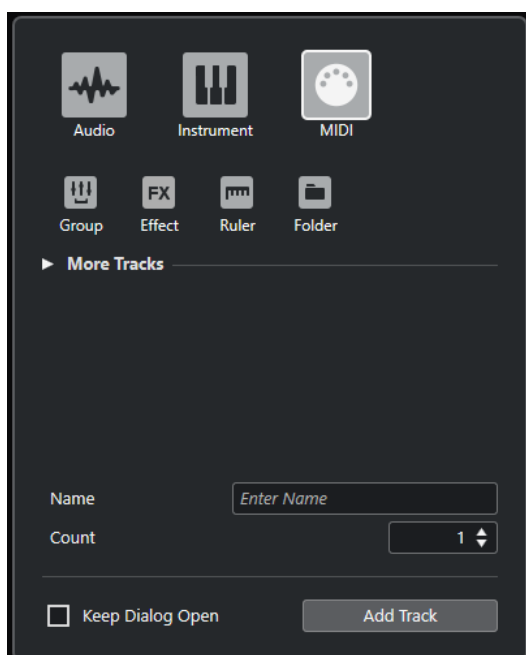 Audio Instrument MIDI
FX
Group Effect Ruler Folder
More Tracks
Name Enter Name
Count 1
Keep Dialog Open Add Track